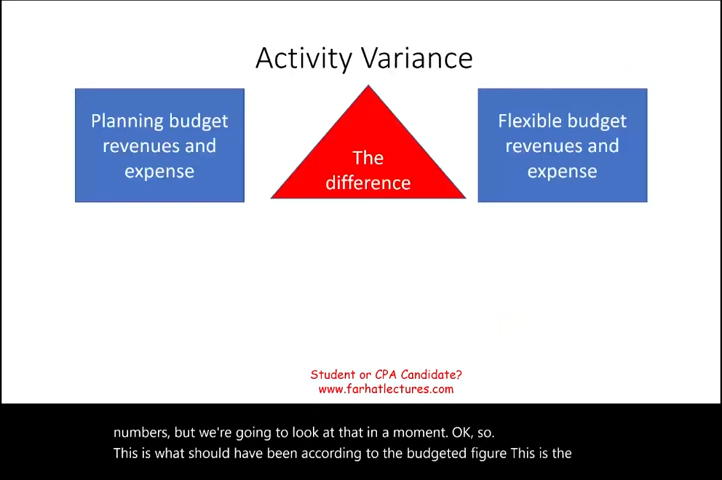 Activity Variance
Planning budget
revenues and
expense
The
difference
Flexible budget
revenues and
expense
Student or CPA Candidate?
www.farhatlectures.com
numbers, but we're going to look at that in a moment. OK, so.
This is what should have been according to the budgeted figure This is the